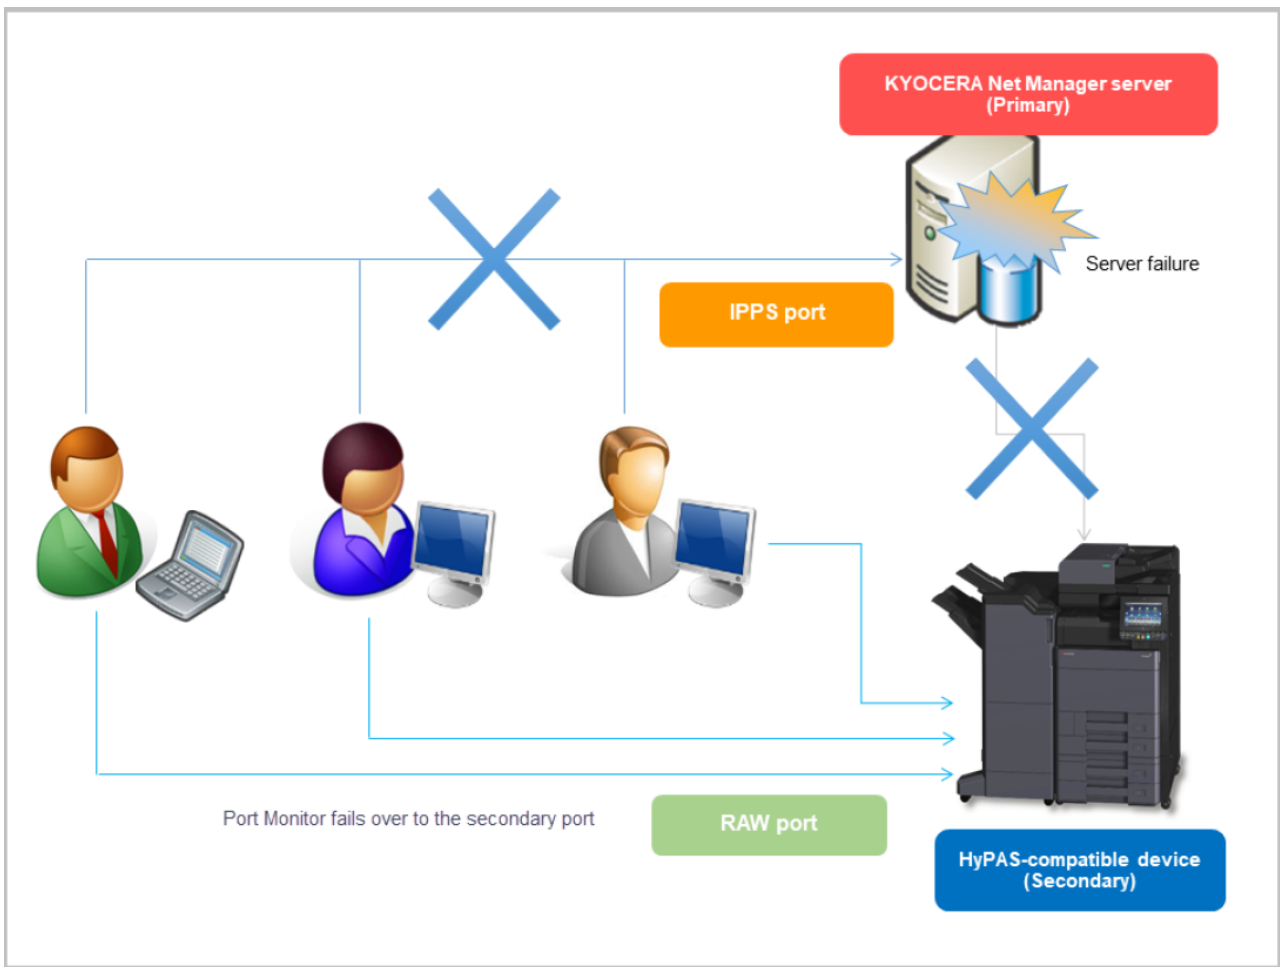 KYOCERA Net Manager server
(Primary)
Server failure
IPPS port
Port Monitor fails over to the secondary port
RAW port
HyPAS-compatible device
(Secondary)